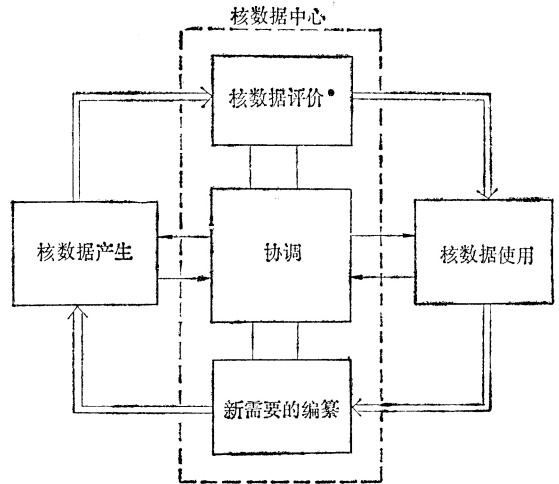 核数据中心
核数据评价*
核数据产生
协调
核数据使用
新需要的编纂